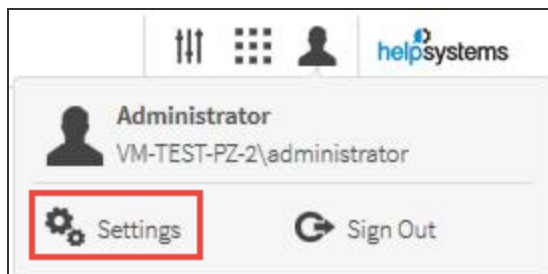 helpsystems
Administrator
VM-TEST-PZ-2\administrator
Settings
Sign Out